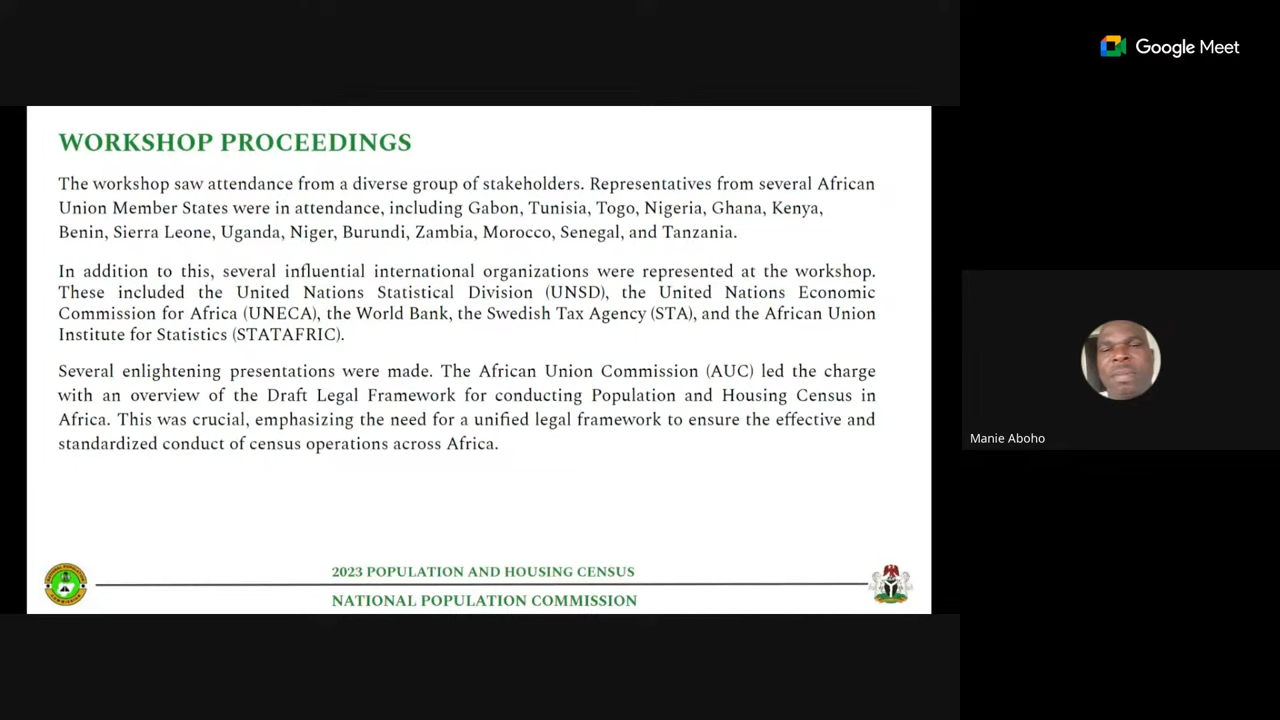 Google Meet
WORKSHOP PROCEEDINGS
The workshop saw attendance from a diverse group of stakeholders. Representatives from several African
Union Member States were in attendance, including Gabon, Tunisia, Togo, Nigeria, Ghana, Kenya,
Benin, Sierra Leone, Uganda, Niger, Burundi, Zambia, Morocco, Senegal, and Tanzania.
In addition to this, several influential international organizations were represented at the workshop.
These included the United Nations Statistical Division (UNSD), the United Nations Economic
Commission for Africa (UNECA), the World Bank, the Swedish Tax Agency (STA), and the African Union
Institute for Statistics (STATAFRIC).
Several enlightening presentations were made. The African Union Commission (AUC) led the charge
with an overview of the Draft Legal Framework for conducting Population and Housing Census in
Africa. This was crucial, emphasizing the need for a unified legal framework to ensure the effective and
standardized conduct of census operations across Africa.
Manie Aboho
2023 POPULATION AND HOUSING CENSUS
NATIONAL POPULATION COMMISSION